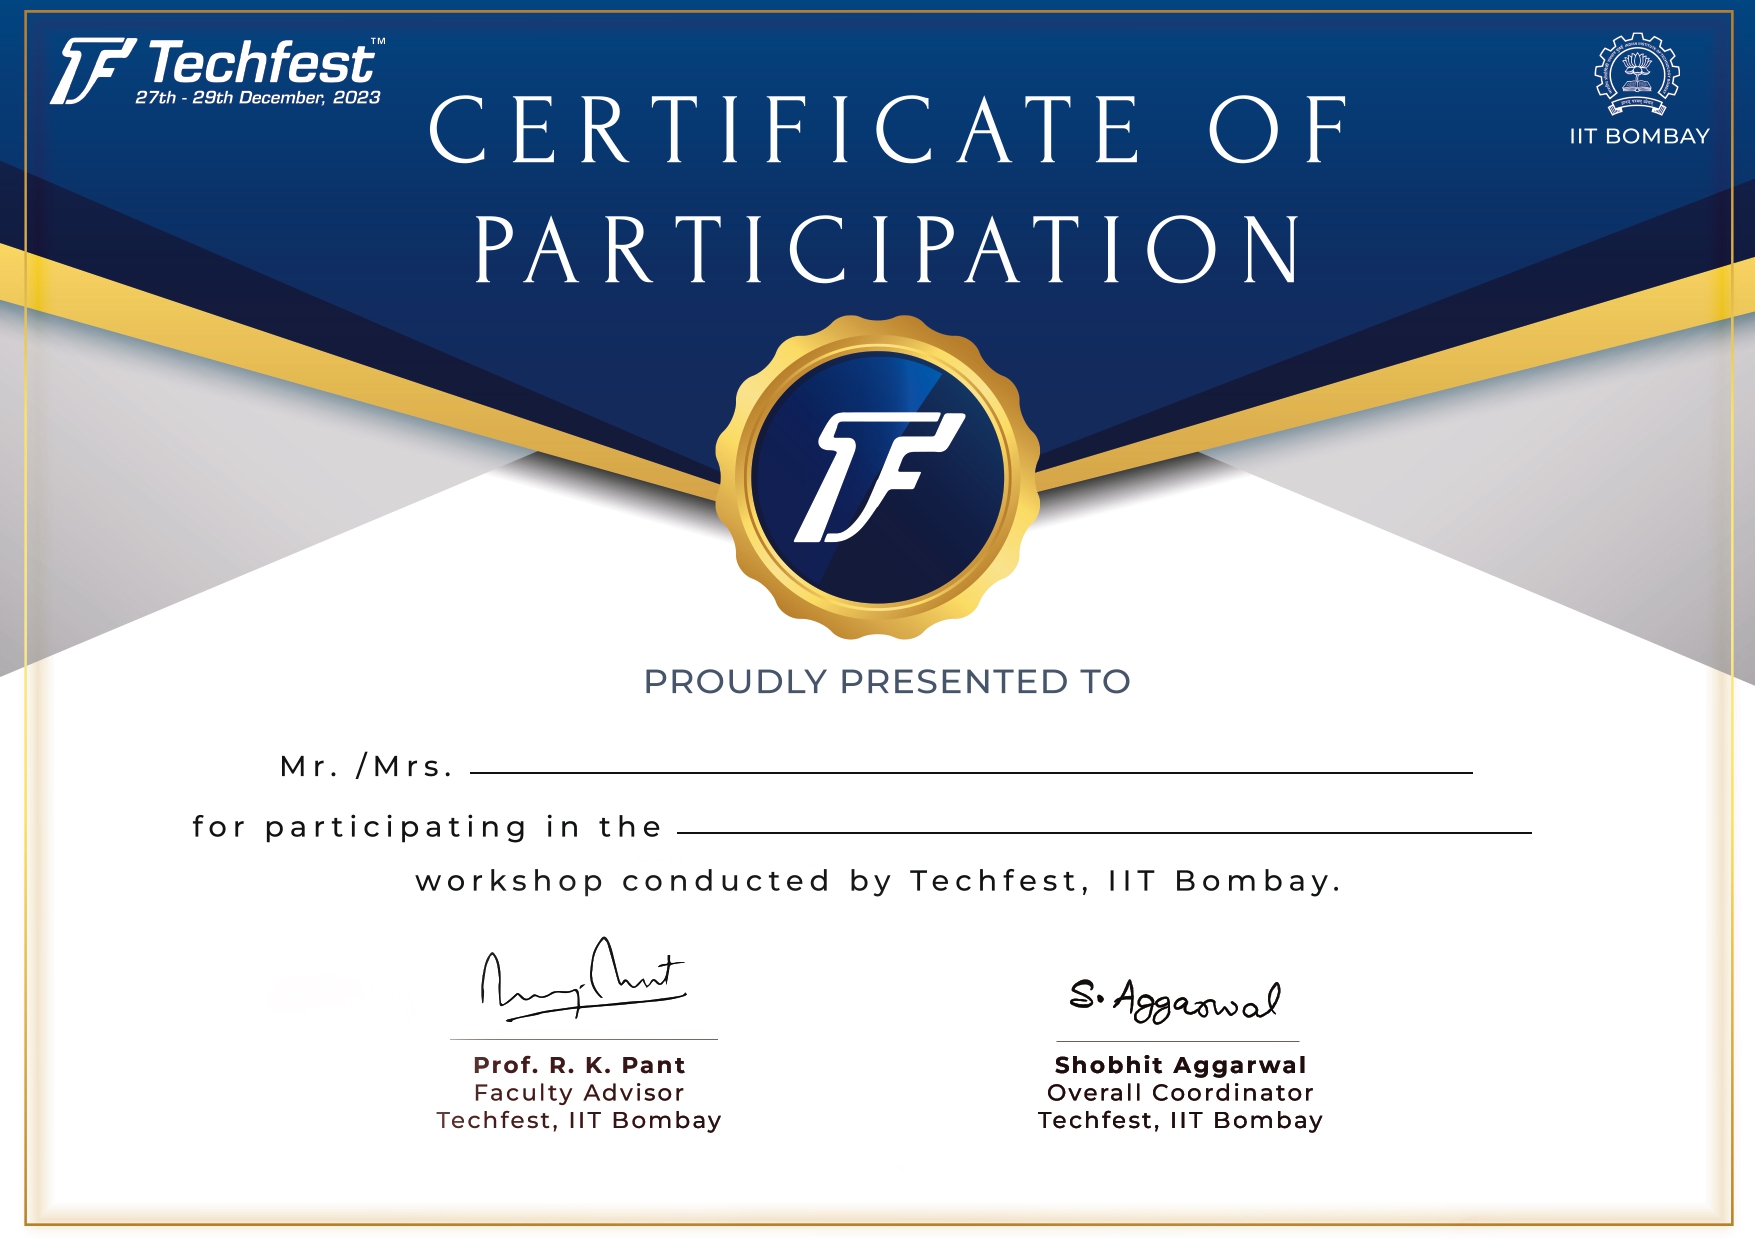 Techfest™
27th - 29th December, 2023
IIT BOMBAY
CERTIFICATE OF
PARTICIPATION
TF
PROUDLY PRESENTED TO
Mr. /Mrs.
for participating in the
workshop conducted by Techfest, IIT Bombay.
S. Aggarwal
Prof. R. K. Pant
Faculty Advisor
Techfest, IIT Bombay
Shobhit Aggarwal
Overall Coordinator
Techfest, IIT Bombay